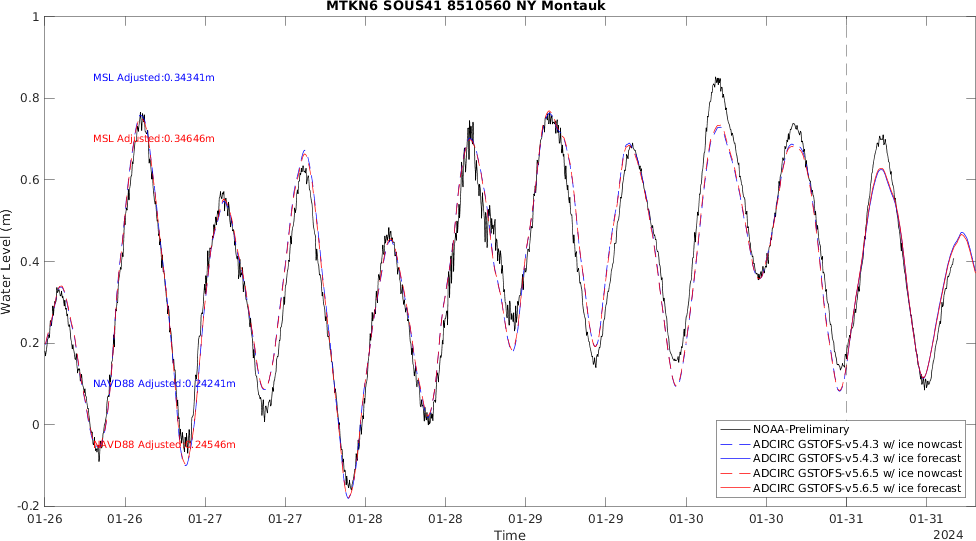 MTKN6 SOUS41 8510560 NY Montauk
1
0.8
0.6
0.4
0.2
0
-0.2
Water Level (m)
MSL Adjusted:0.34341m
MSL Adjusted:0.34646m
NAVD88 Adjusted:0.24241m
NAVD88 Adjusted:0.24546m
NOAA-Preliminary
ADCIRC GSTOFS-v5.4.3 w/ ice nowcast
ADCIRC GSTOFS-v5.4.3 w/ ice forecast
ADCIRC GSTOFS-v5.6.5 w/ ice nowcast
ADCIRC GSTOFS-v5.6.5 w/ ice forecast
01-26 01-26 01-27 01-27 01-28 01-28 01-29 01-29 01-30 01-30 01-31 01-31
Time
2024